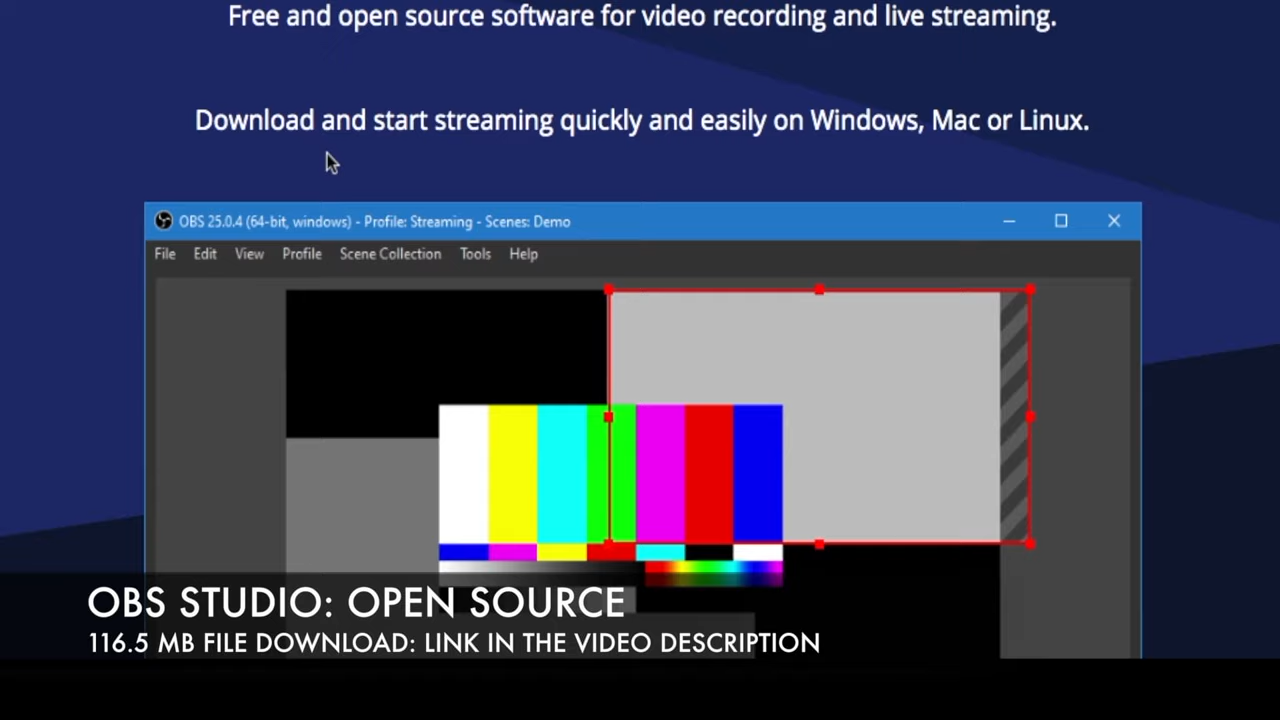 Free and open source software for video recording and live streaming.
Download and start streaming quickly and easily on Windows, Mac or Linux.
OBS 25.0.4 (64-bit, windows) - Profile: Streaming - Scenes: Demo
File Edit View Profile Scene Collection Tools Help
OBS STUDIO: OPEN SOURCE
116.5 MB FILE DOWNLOAD: LINK IN THE VIDEO DESCRIPTION